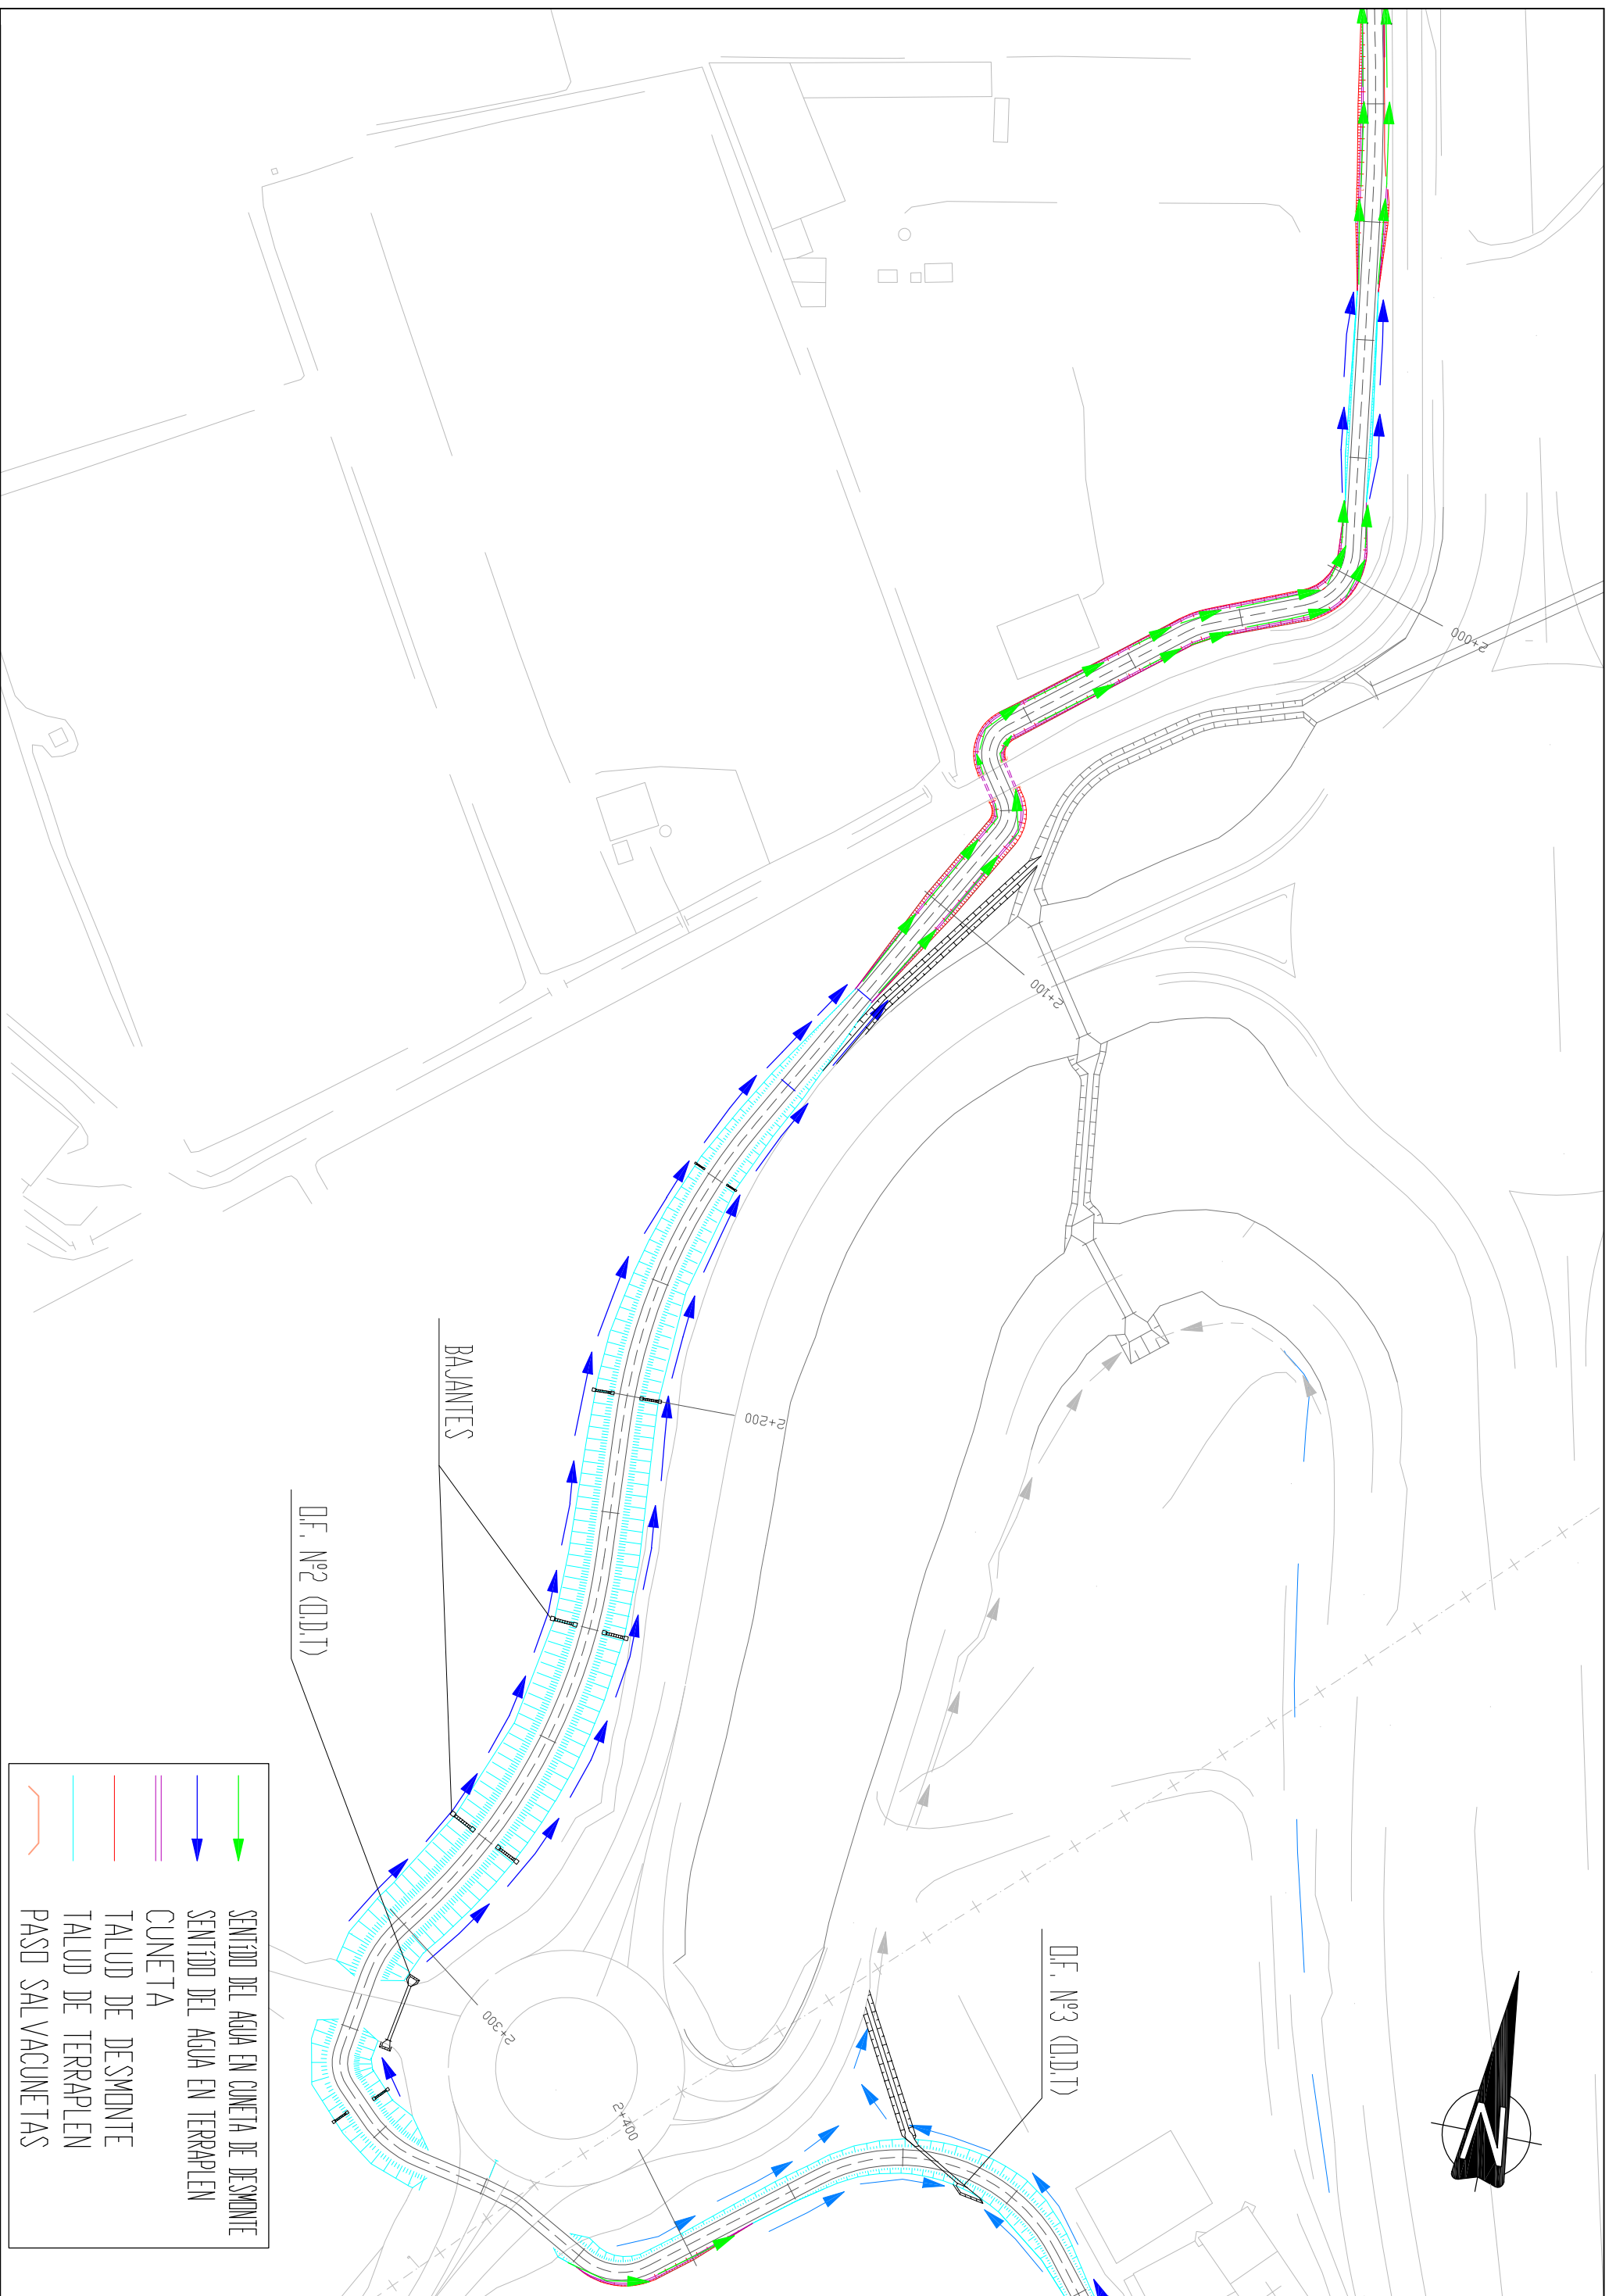 2+000
2+100
2+200
BAJANTES
O.F. Nº2 (O.D.T)
2+300
O.F. Nº3 (O.D.T)
2+400
N
SENTIDO DEL AGUA EN CUNETA DE DESMONTE
SENTIDO DEL AGUA EN TERRAPLEN
CUNETA
TALUD DE DESMONTE
TALUD DE TERRAPLEN
PASO SALVACUNETAS